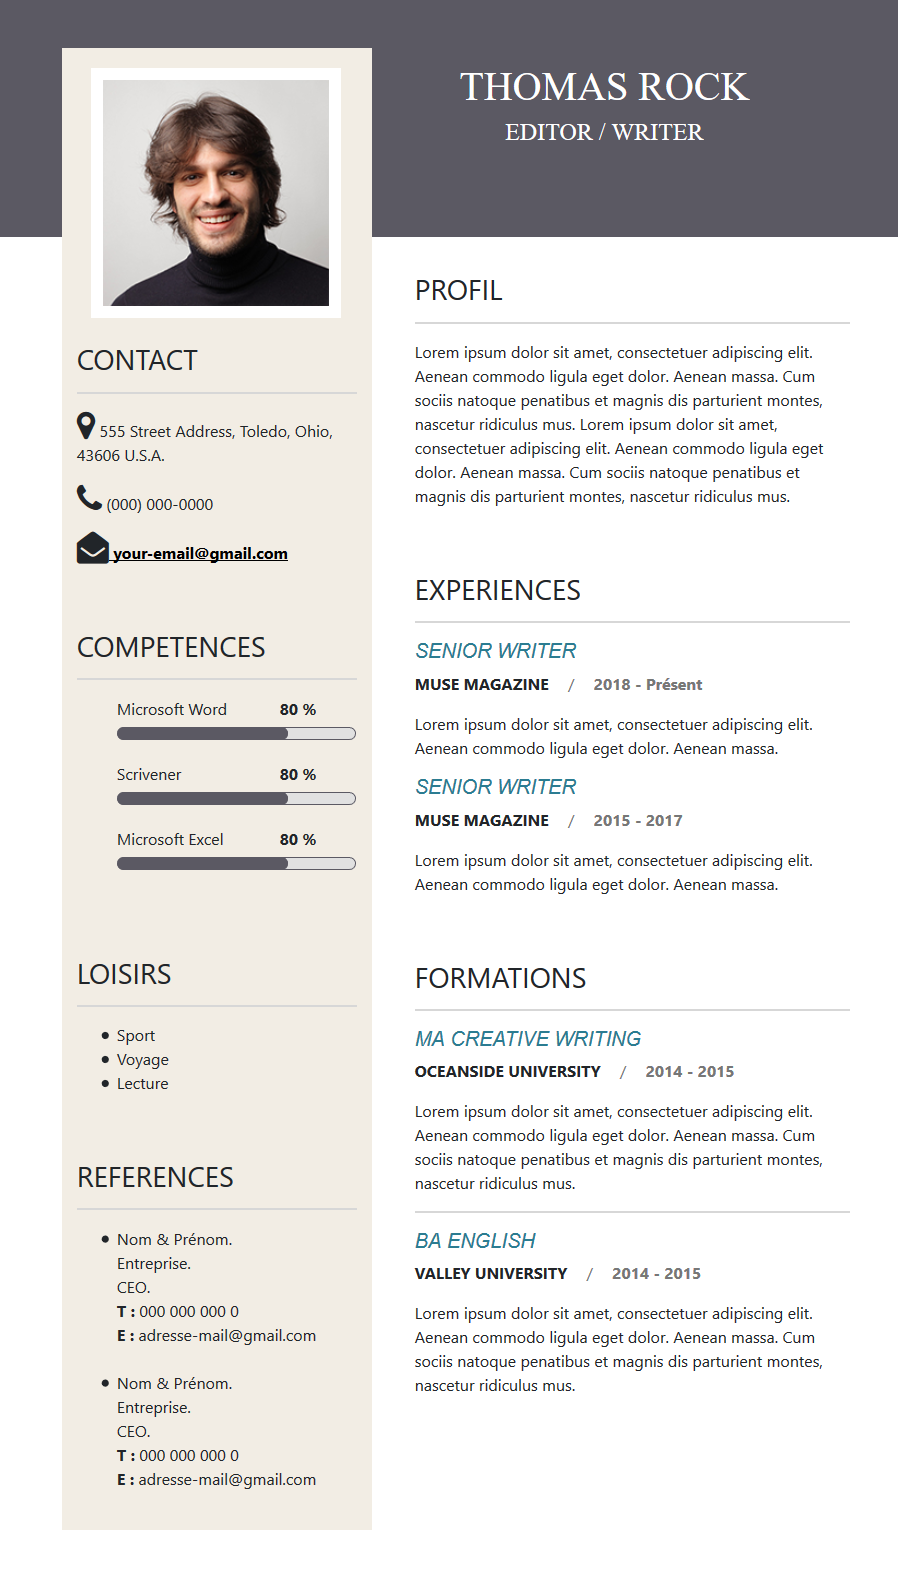 THOMAS ROCK
EDITOR / WRITER
CONTACT
555 Street Address, Toledo, Ohio,
43606 U.S.A.
(000) 000-0000
your-email@gmail.com
COMPETENCES
Microsoft Word 80 %
Scrivener 80 %
Microsoft Excel 80 %
LOISIRS
Sport
Voyage
Lecture
REFERENCES
Nom & Prénom.
Entreprise.
CEO.
T : 000 000 000 0
E : adresse-mail@gmail.com
Nom & Prénom.
Entreprise.
CEO.
T : 000 000 000 0
E : adresse-mail@gmail.com
PROFIL
Lorem ipsum dolor sit amet, consectetuer adipiscing elit.
Aenean commodo ligula eget dolor. Aenean massa. Cum
sociis natoque penatibus et magnis dis parturient montes,
nascetur ridiculus mus. Lorem ipsum dolor sit amet,
consectetuer adipiscing elit. Aenean commodo ligula eget
dolor. Aenean massa. Cum sociis natoque penatibus et
magnis dis parturient montes, nascetur ridiculus mus.
EXPERIENCES
SENIOR WRITER
MUSE MAGAZINE / 2018 - Présent
Lorem ipsum dolor sit amet, consectetuer adipiscing elit.
Aenean commodo ligula eget dolor. Aenean massa.
SENIOR WRITER
MUSE MAGAZINE / 2015 - 2017
Lorem ipsum dolor sit amet, consectetuer adipiscing elit.
Aenean commodo ligula eget dolor. Aenean massa.
FORMATIONS
MA CREATIVE WRITING
OCEANSIDE UNIVERSITY / 2014 - 2015
Lorem ipsum dolor sit amet, consectetuer adipiscing elit.
Aenean commodo ligula eget dolor. Aenean massa. Cum
sociis natoque penatibus et magnis dis parturient montes,
nascetur ridiculus mus.
BA ENGLISH
VALLEY UNIVERSITY / 2014 - 2015
Lorem ipsum dolor sit amet, consectetuer adipiscing elit.
Aenean commodo ligula eget dolor. Aenean massa. Cum
sociis natoque penatibus et magnis dis parturient montes,
nascetur ridiculus mus.